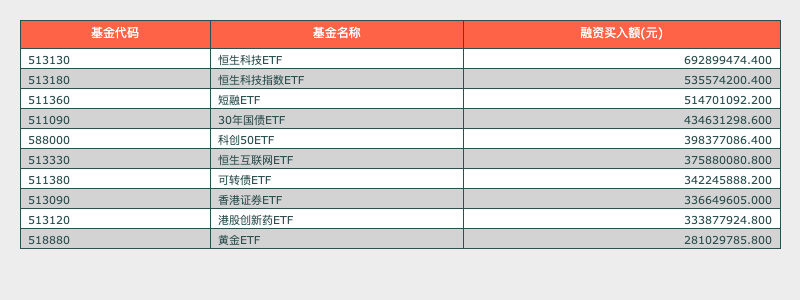 基金代码 基金名称 融资买入额(元)
513130 恒生科技ETF 692899474.400
513180 恒生科技指数ETF 535574200.400
511360 短融ETF 514701092.200
511090 30年国债ETF 434631298.600
588000 科创50ETF 398377086.400
513330 恒生互联网ETF 375880080.800
511380 可转债ETF 342245888.200
513090 香港证券ETF 336649605.000
513120 港股创新药ETF 333877924.800
518880 黄金ETF 281029785.800